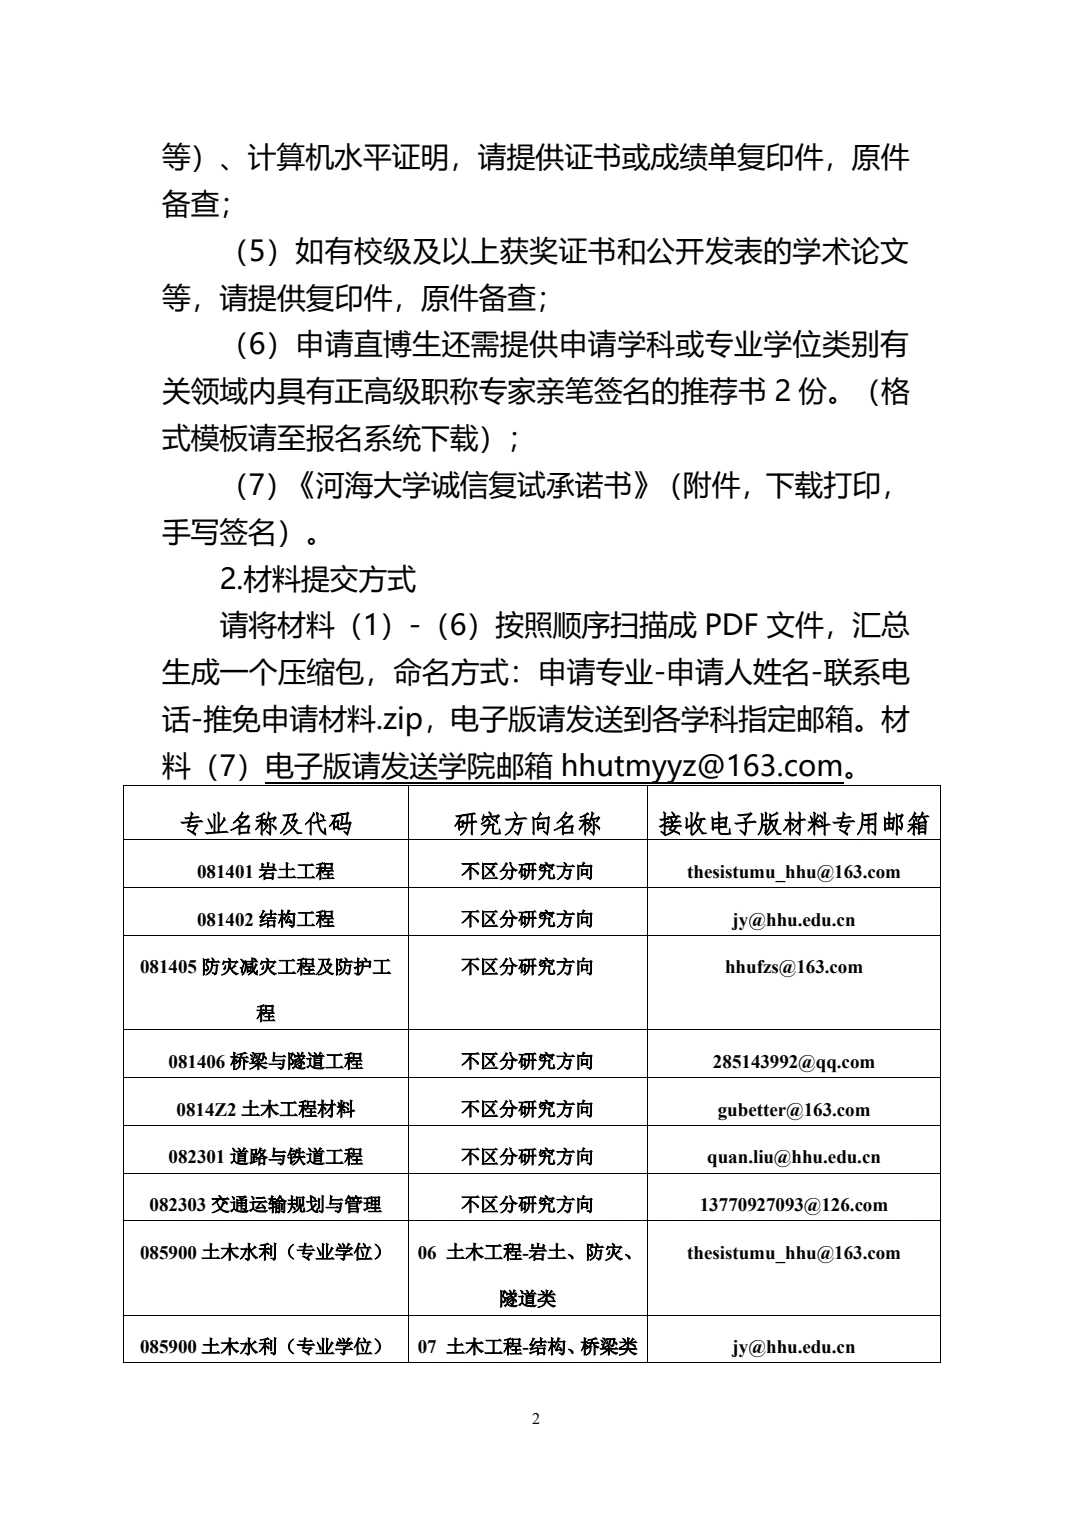 等）、计算机水平证明，请提供证书或成绩单复印件，原件
备查；
（5）如有校级及以上获奖证书和公开发表的学术论文
等，请提供复印件，原件备查；
（6）申请直博生还需提供申请学科或专业学位类别有
关领域内具有正高级职称专家亲笔签名的推荐书 2 份。（格
式模板请至报名系统下载）；
（7）《河海大学诚信复试承诺书》（附件，下载打印，
手写签名）。
2.材料提交方式
请将材料（1）-（6）按照顺序扫描成 PDF 文件，汇总
生成一个压缩包，命名方式：申请专业-申请人姓名-联系电
话-推免申请材料.zip，电子版请发送到各学科指定邮箱。材
料（7）电子版请发送学院邮箱 hhutmyyz@163.com。
专业名称及代码 研究方向名称 接收电子版材料专用邮箱
081401 岩土工程 不区分研究方向 thesistumu_hhu@163.com
081402 结构工程 不区分研究方向 jy@hhu.edu.cn
081405 防灾减灾工程及防护工 不区分研究方向 hhufzs@163.com
程
081406 桥梁与隧道工程 不区分研究方向 285143992@qq.com
0814Z2 土木工程材料 不区分研究方向 gubetter@163.com
082301 道路与铁道工程 不区分研究方向 quan.liu@hhu.edu.cn
082303 交通运输规划与管理 不区分研究方向 13770927093@126.com
085900 土木水利（专业学位） 06 土木工程-岩土、防灾、 thesistumu_hhu@163.com
隧道类
085900 土木水利（专业学位） 07 土木工程-结构、桥梁类 jy@hhu.edu.cn
2